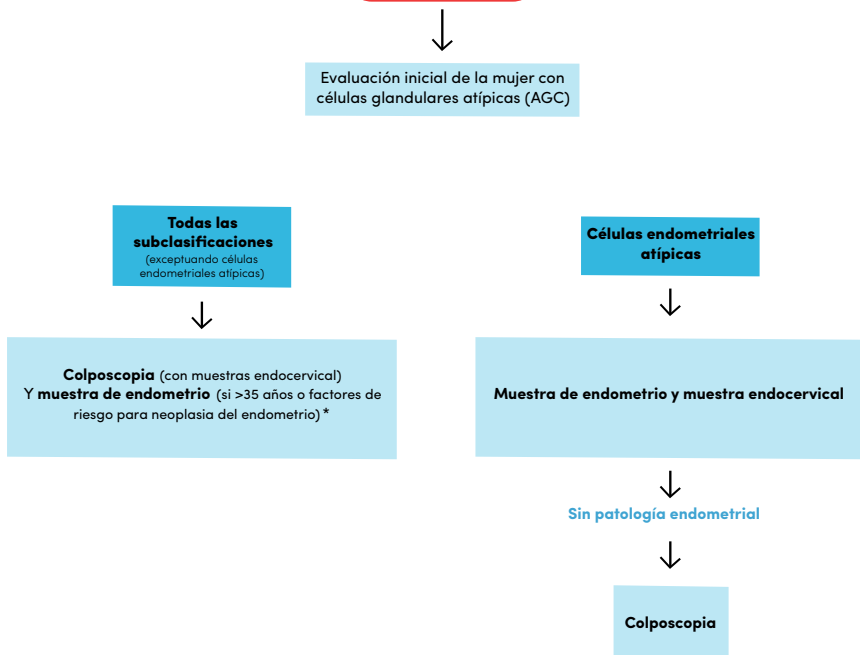 Evaluación inicial de la mujer con
células glandulares atípicas (AGC)
Todas las
subclasificaciones
(exceptuando células
endometriales atípicas)
Colposcopia (con muestras endocervical)
Y muestra de endometrio (si >35 años o factores de
riesgo para neoplasia del endometrio) *
Células endometriales
atípicas
Muestra de endometrio y muestra endocervical
Sin patología endometrial
Colposcopia